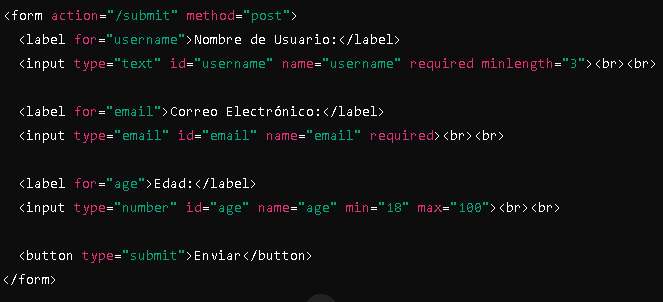 <form action="/submit" method="post">
  <label for="username">Nombre de Usuario:</label>
  <input type="text" id="username" name="username" required minlength="3"><br><br>

  <label for="email">Correo Electrónico:</label>
  <input type="email" id="email" name="email" required><br><br>

  <label for="age">Edad:</label>
  <input type="number" id="age" name="age" min="18" max="100"><br><br>

  <button type="submit">Enviar</button>
</form>